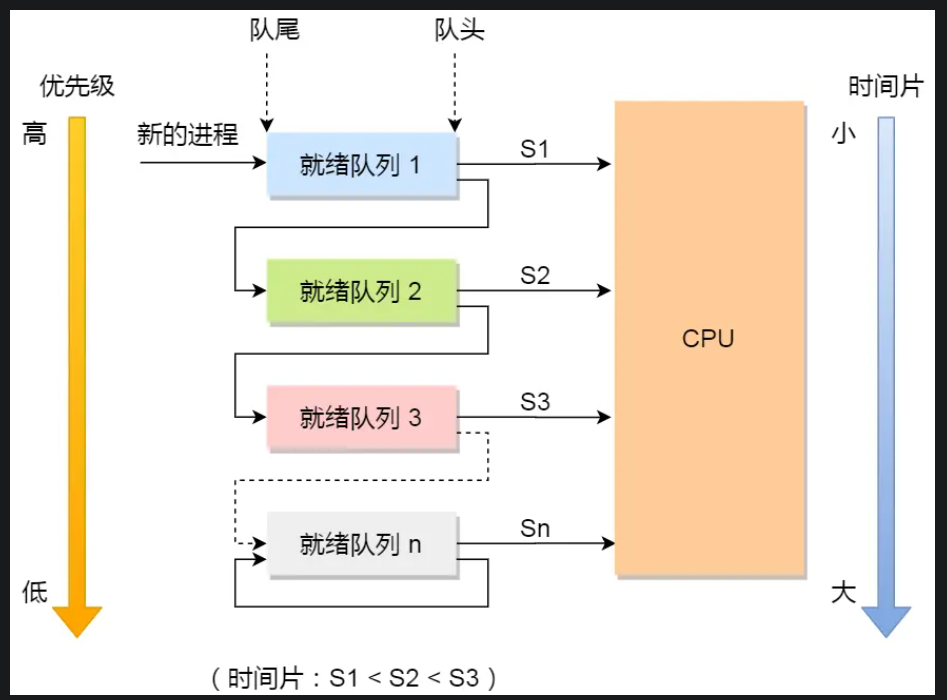 队尾
队头
优先级
时间片
高
新的进程
小
就绪队列 1
S1
就绪队列 2
S2
CPU
就绪队列 3
S3
就绪队列 n
Sn
低
大
（时间片：S1 < S2 < S3）